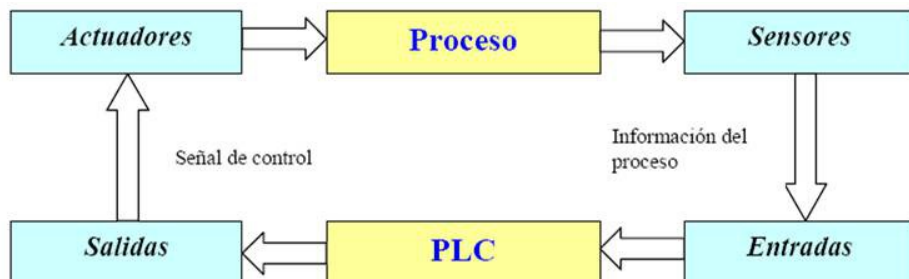 Actuadores
Proceso
Sensores
Señal de control
Información del
proceso
Salidas
PLC
Entradas